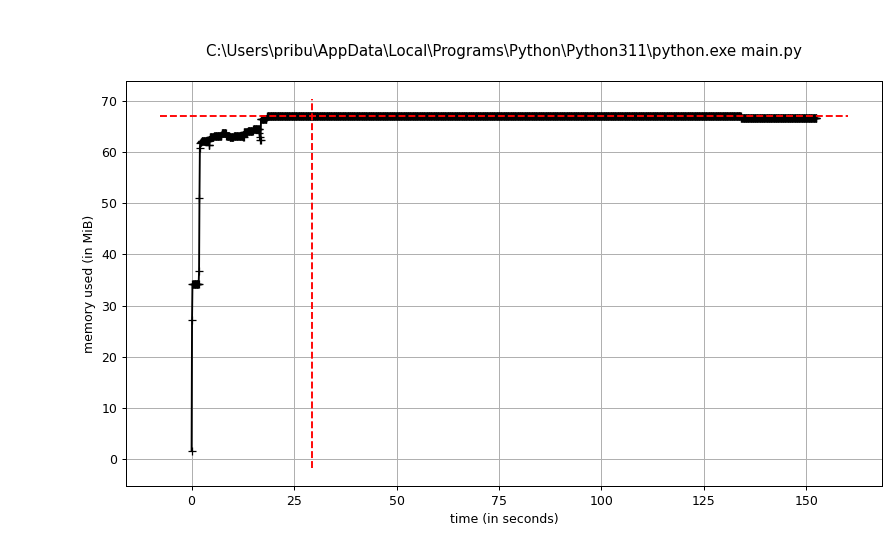 C:\Users\pribu\AppData\Local\Programs\Python\Python311\python.exe main.py
memory used (in MiB)
70
60
50
40
30
20
10
0
0 25 50 75 100 125 150
time (in seconds)